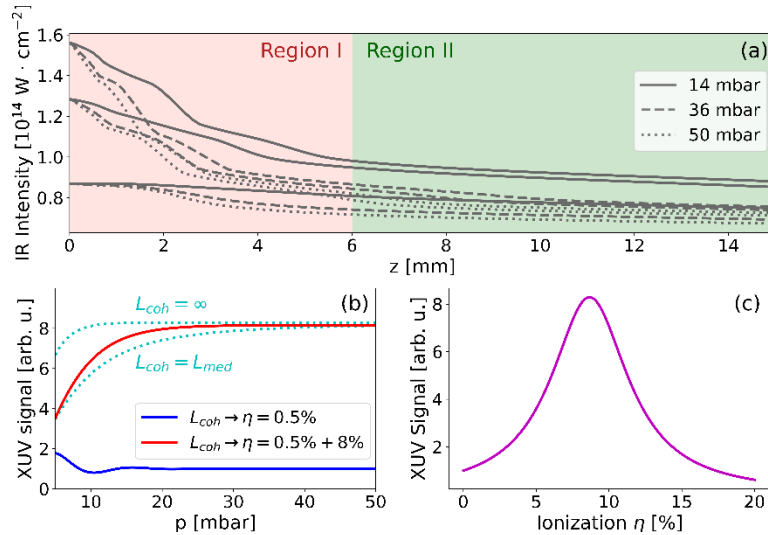 Region I
Region II
(a)
14 mbar
36 mbar
50 mbar
IR Intensity [10¹⁴ W · cm⁻²]
1.6
1.4
1.2
1.0
0.8
0 2 4 6 8 10 12 14
z [mm]
(b)
L_coh = ∞
L_coh = L_med
L_coh → η = 0.5%
L_coh → η = 0.5% + 8%
XUV signal [arb. u.]
8
6
4
2
0
10 20 30 40 50
p [mbar]
(c)
XUV Signal [arb. u.]
8
6
4
2
0 5 10 15 20
Ionization η [%]